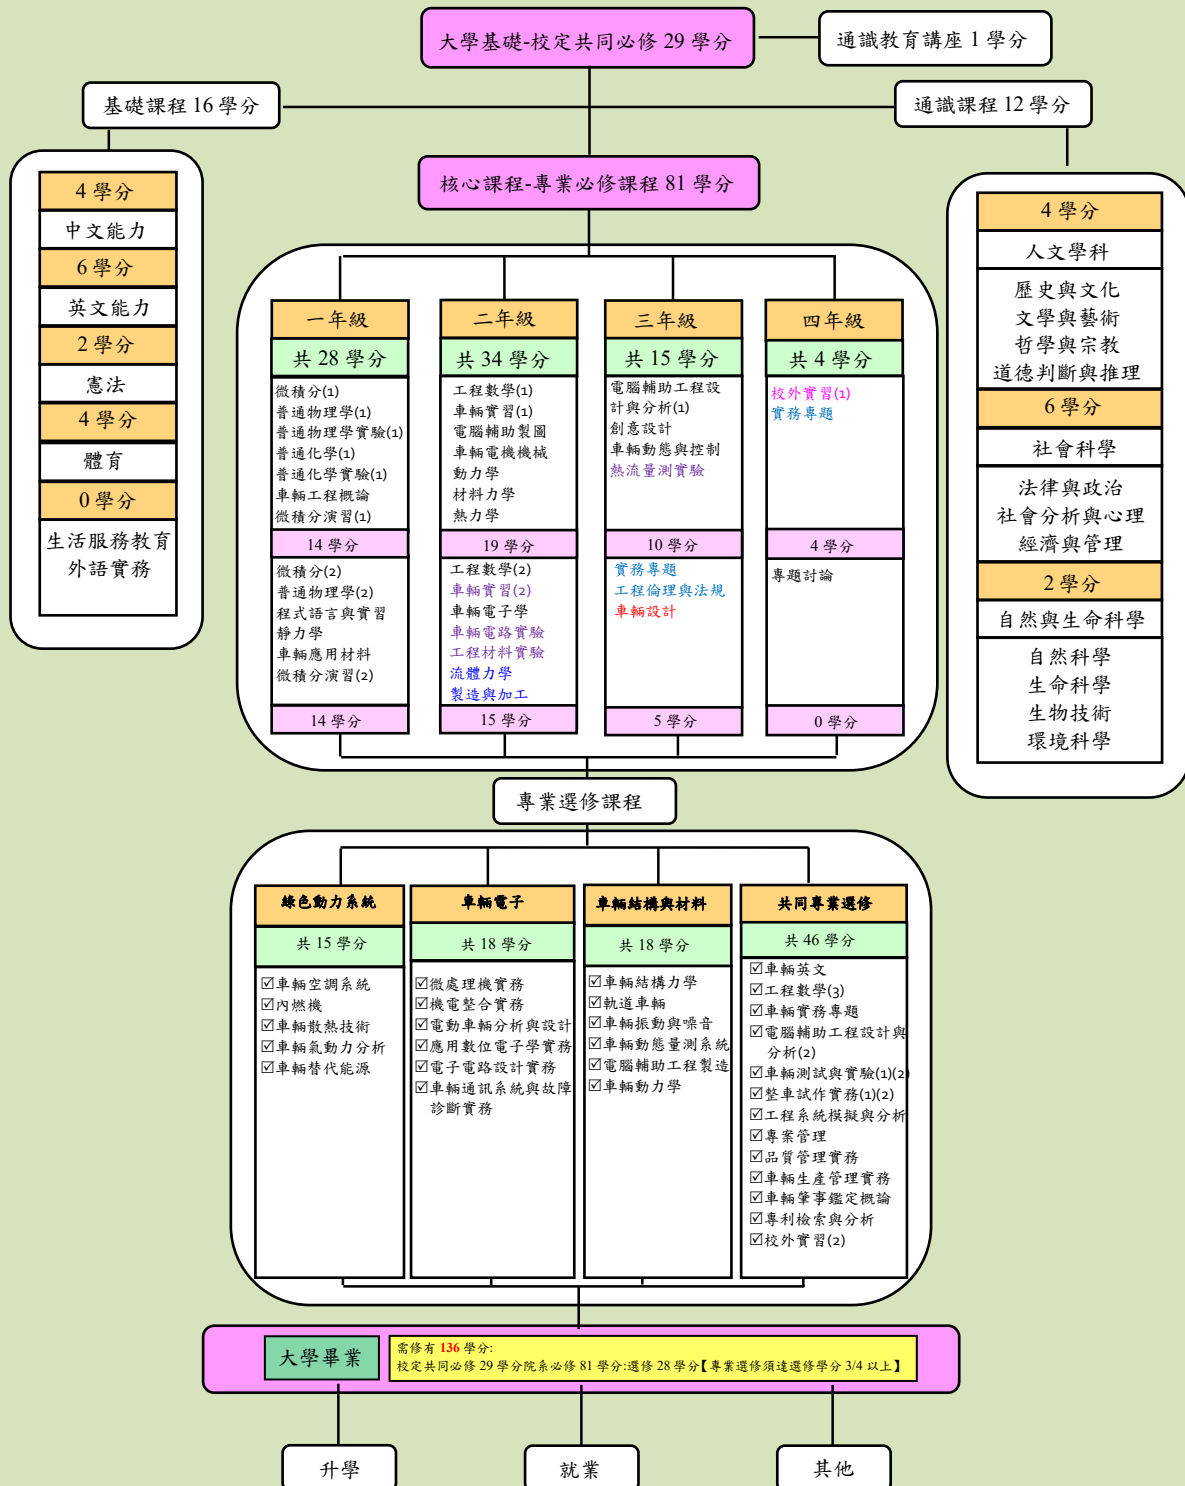 大學基礎-校定共同必修 29 學分
通識教育講座 1 學分
基礎課程 16 學分
通識課程 12 學分
4 學分
中文能力
6 學分
英文能力
2 學分
憲法
4 學分
體育
0 學分
生活服務教育
外語實務
核心課程-專業必修課程 81 學分
一年級
共 28 學分
微積分(1)
普通物理學(1)
普通物理學實驗(1)
普通化學(1)
普通化學實驗(1)
車輛工程概論
微積分演習(1)
14 學分
微積分(2)
普通物理學(2)
程式語言與實習
靜力學
車輛應用材料
微積分演習(2)
14 學分
二年級
共 34 學分
工程數學(1)
車輛實習(1)
電腦輔助製圖
車輛電機機械
動力學
材料力學
熱力學
19 學分
工程數學(2)
車輛實習(2)
車輛電子學
車輛電路實驗
工程材料實驗
流體力學
製造與加工
15 學分
三年級
共 15 學分
電腦輔助工程設
計與分析(1)
創意設計
車輛動態與控制
熱流量測實驗
10 學分
實務專題
工程倫理與法規
車輛設計
5 學分
四年級
共 4 學分
校外實習(1)
實務專題
4 學分
專題討論
0 學分
4 學分
人文學科
歷史與文化
文學與藝術
哲學與宗教
道德判斷與推理
6 學分
社會科學
法律與政治
社會分析與心理
經濟與管理
2 學分
自然與生命科學
自然科學
生命科學
生物技術
環境科學
專業選修課程
綠色動力系統
共 15 學分
☑車輛空調系統
☑內燃機
☑車輛散熱技術
☑車輛氣動力分析
☑車輛替代能源
車輛電子
共 18 學分
☑微處理機實務
☑機電整合實務
☑電動車輛分析與設計
☑應用數位電子學實務
☑電子電路設計實務
☑車輛通訊系統與故障
診斷實務
車輛結構與材料
共 18 學分
☑車輛結構力學
☑軌道車輛
☑車輛振動與噪音
☑車輛動態量測系統
☑電腦輔助工程製造
☑車輛動力學
共同專業選修
共 46 學分
☑車輛英文
☑工程數學(3)
☑車輛實務專題
☑電腦輔助工程設計與
分析(2)
☑車輛測試與實驗(1)(2)
☑整車試作實務(1)(2)
☑工程系統模擬與分析
☑專案管理
☑品質管理實務
☑車輛生產管理實務
☑車輛肇事鑑定概論
☑專利檢索與分析
☑校外實習(2)
大學畢業
需修有 136 學分:
校定共同必修 29 學分院系必修 81 學分:選修 28 學分【專業選修須達選修學分 3/4 以上】
升學
就業
其他